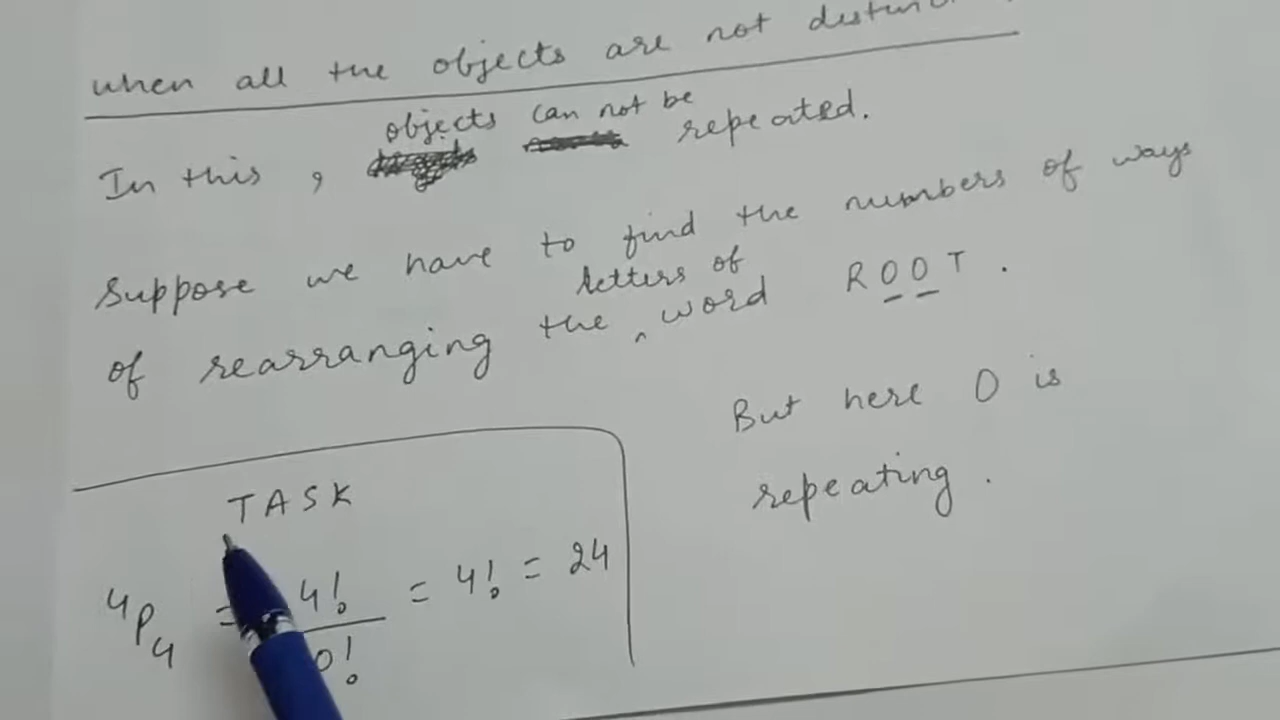 when all the objects are not
objects can not be
In this , repeated.
Suppose we have to find the numbers of ways
letters of
of rearranging the ^ word ROOT .
But here O is
repeating .
TASK
4P4 = 4!/0! = 4! = 24